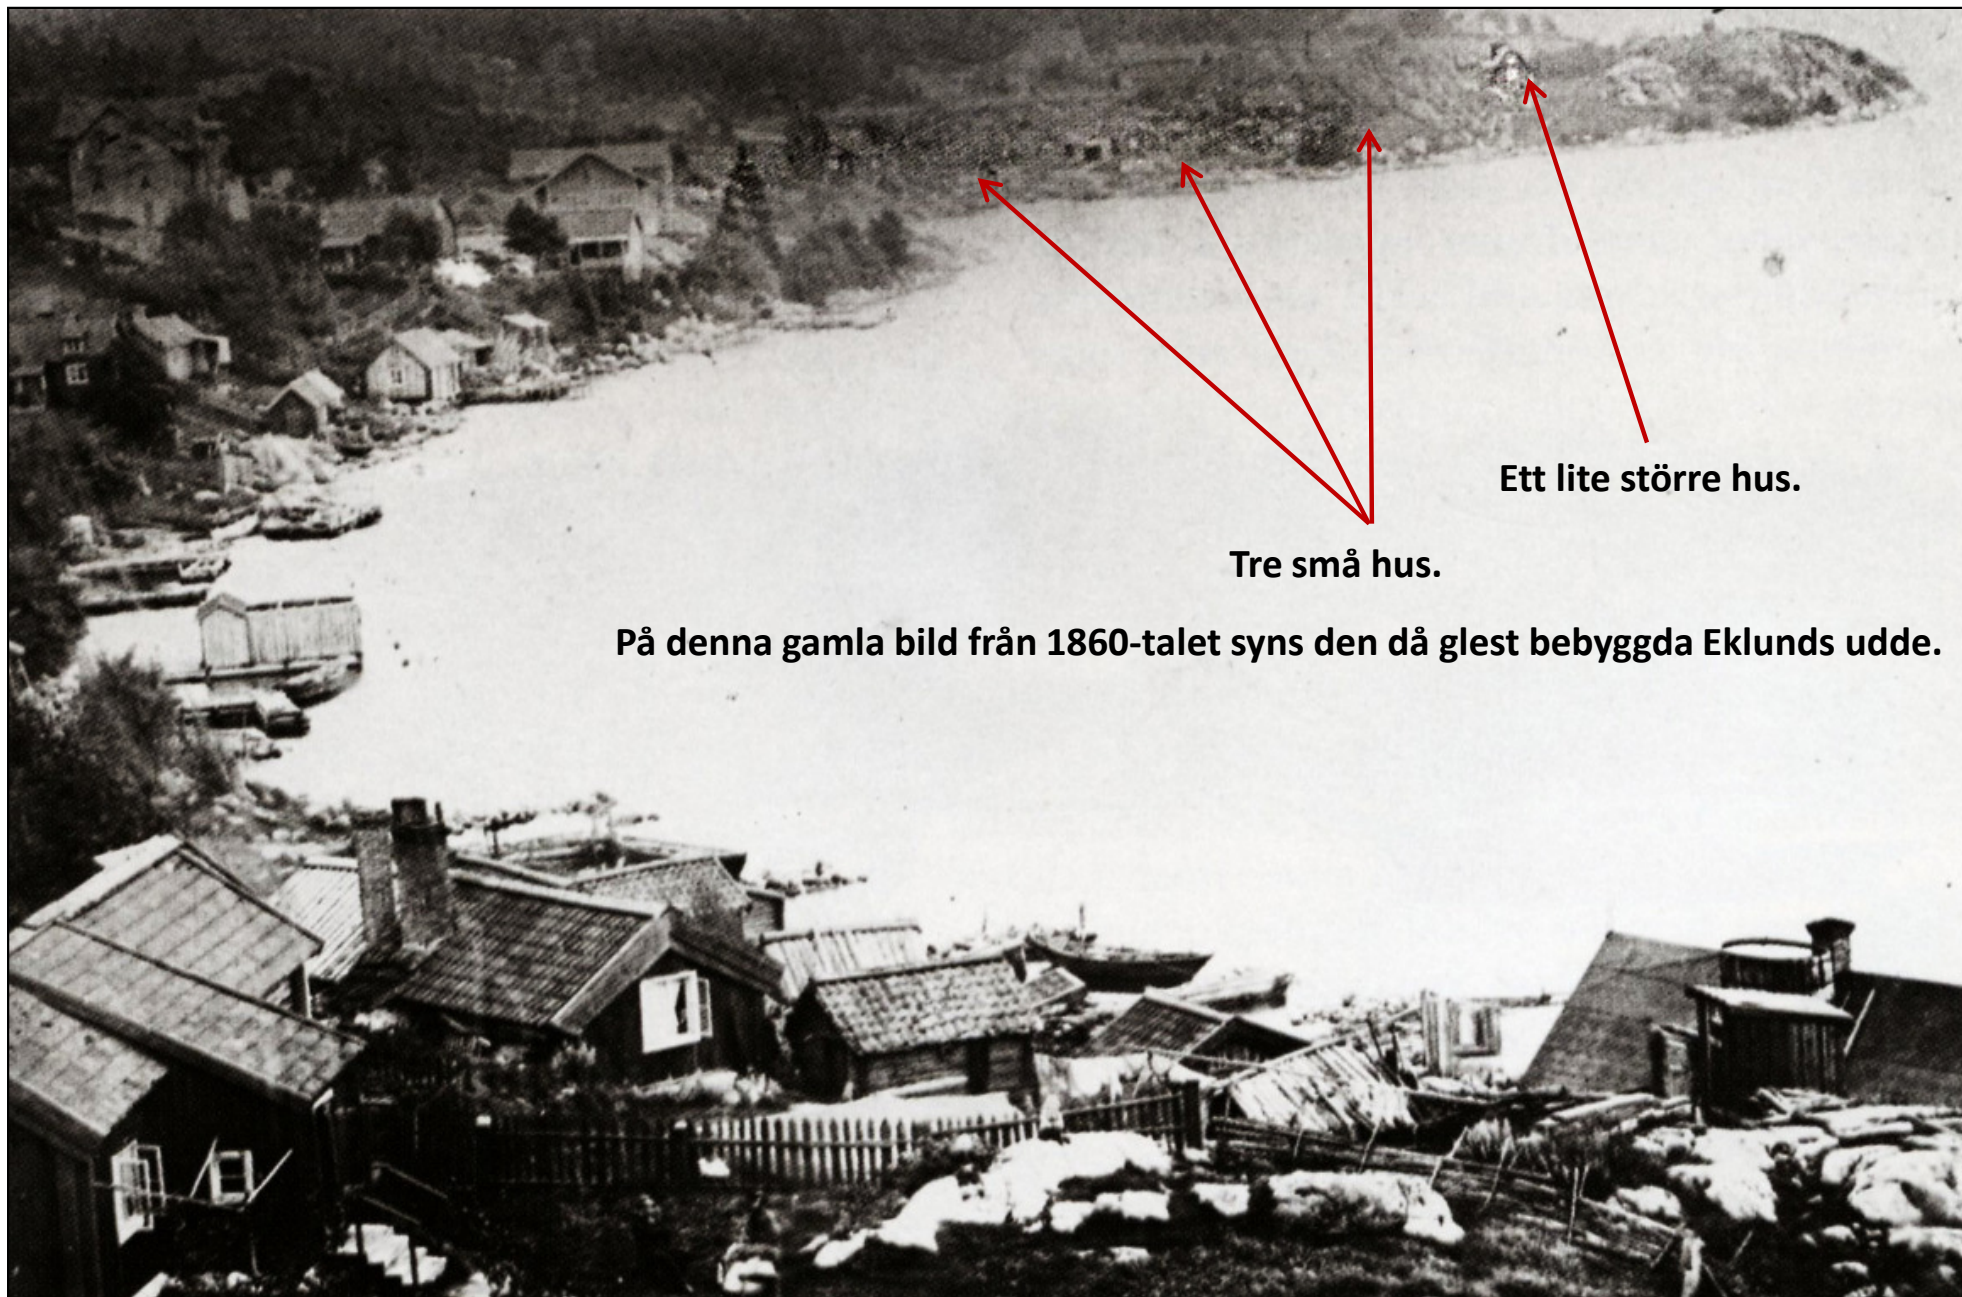 Ett lite större hus.
Tre små hus.
På denna gamla bild från 1860-talet syns den då glest bebyggda Eklunds udde.